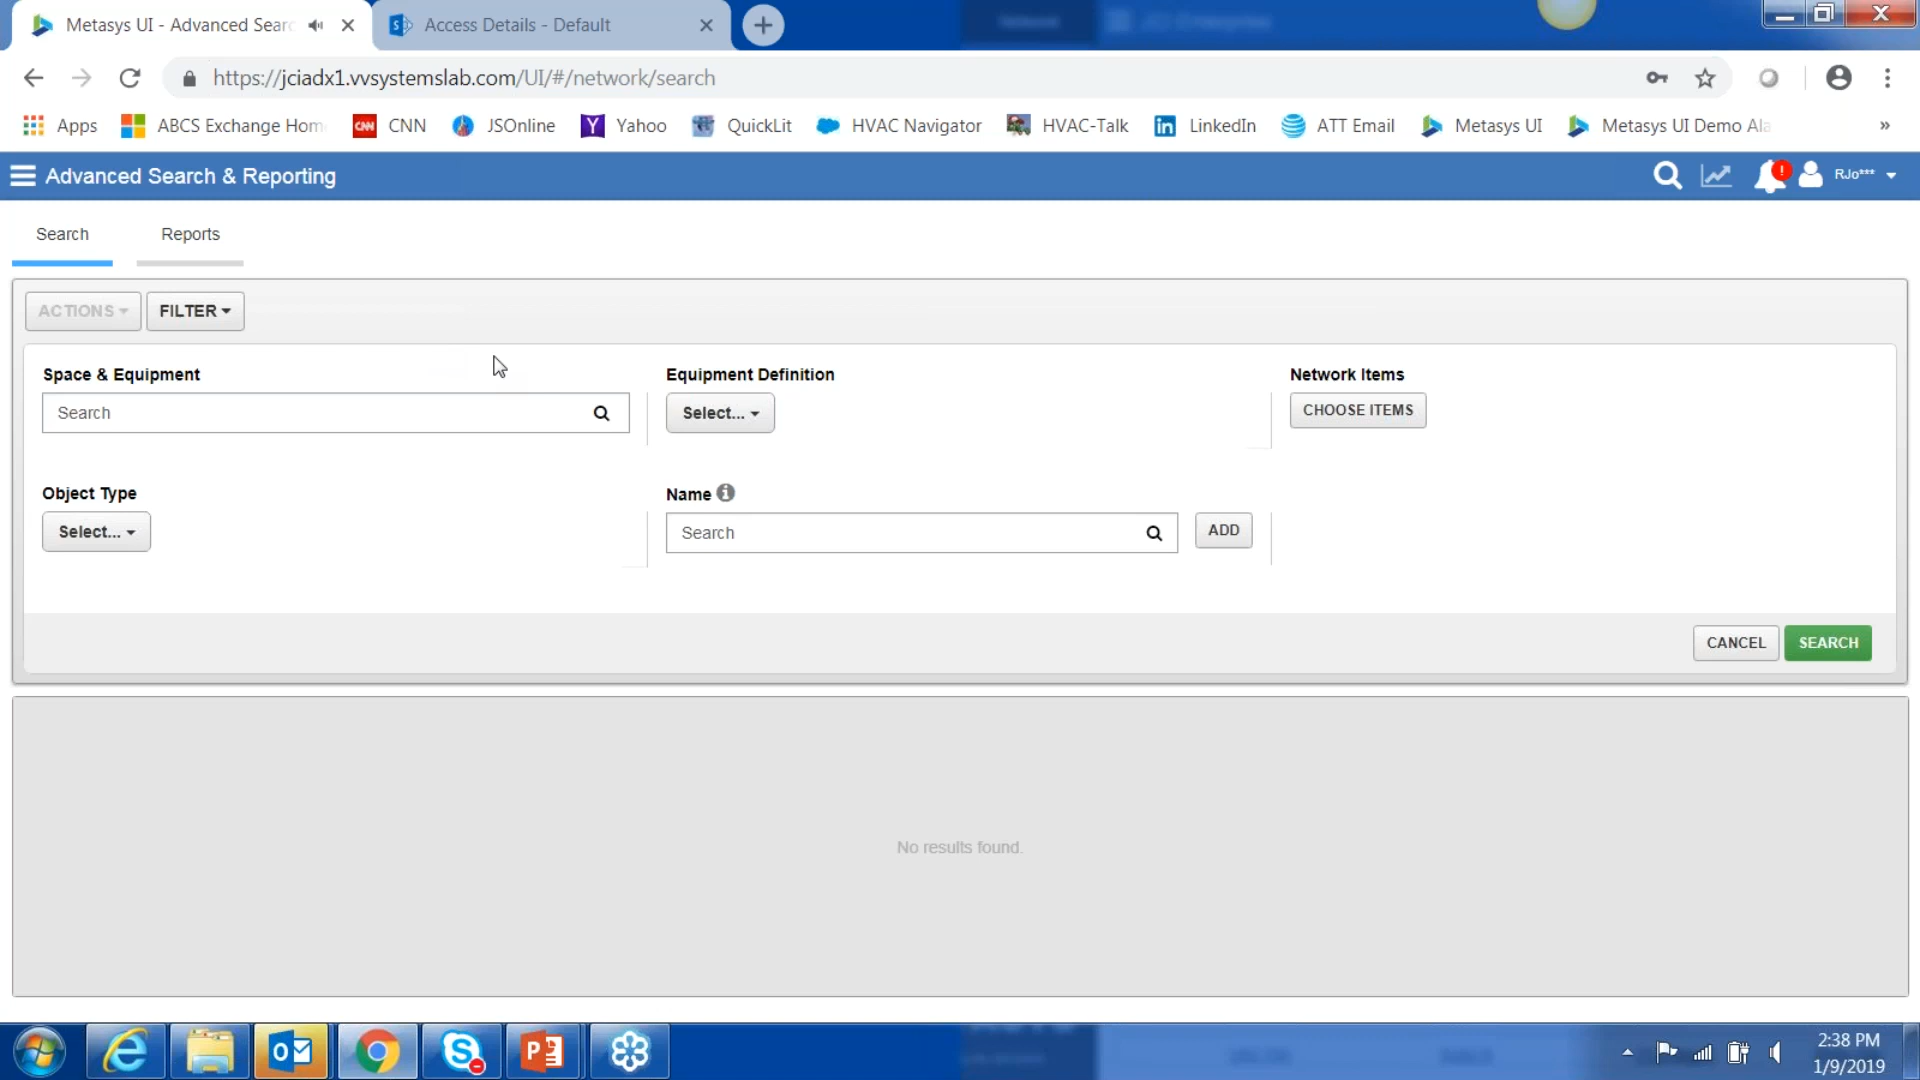 Metasys UI - Advanced Searc
Access Details - Default
https://jciadx1.vvsystemslab.com/UI/#/network/search
Apps
ABCS Exchange Hom
CNN
JSOnline
Yahoo
QuickLit
HVAC Navigator
HVAC-Talk
LinkedIn
ATT Email
Metasys UI
Metasys UI Demo Ala
»
Advanced Search & Reporting
RJo***
Search
Reports
ACTIONS
FILTER
Space & Equipment
Search
Equipment Definition
Select...
Network Items
CHOOSE ITEMS
Object Type
Select...
Name
Search
ADD
CANCEL
SEARCH
No results found.
2:38 PM
1/9/2019